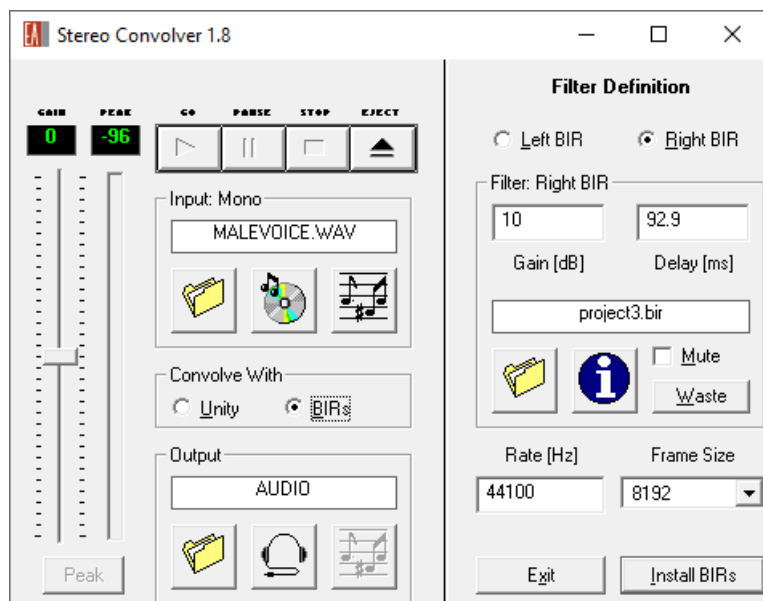 EA Stereo Convolver 1.8
GAIN PEAK GO PAUSE STOP EJECT
0 -96
Input: Mono
MALEVOICE.WAV
Convolve With
Unity BIRs
Output
AUDIO
Peak
Filter Definition
Left BIR Right BIR
Filter: Right BIR
10 92.9
Gain [dB] Delay [ms]
project3.bir
Mute
Waste
Rate [Hz] Frame Size
44100 8192
Exit Install BIRs